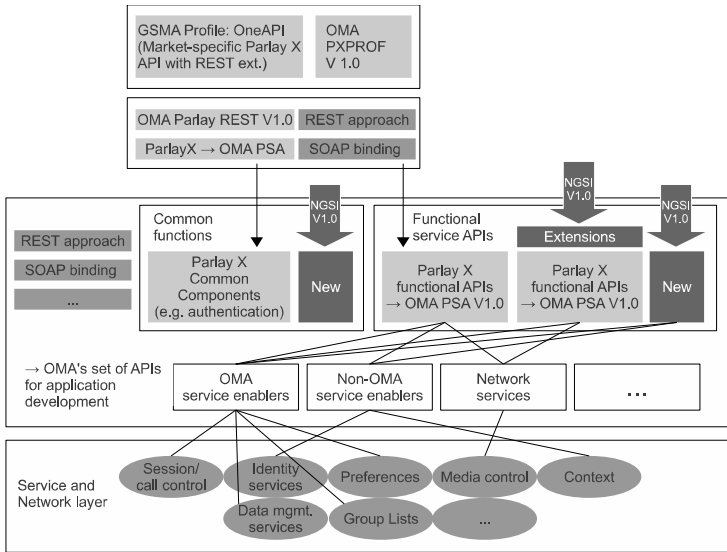 GSMA Profile: OneAPI
(Market-specific Parlay X
API with REST ext.)
OMA
PXPROF
V 1.0
OMA Parlay REST V1.0
REST approach
ParlayX → OMA PSA
SOAP binding
NGSI
V1.0
NGSI
V1.0
NGSI
V1.0
REST approach
SOAP binding
...
Common
functions
Parlay X
Common
Components
(e.g. authentication)
New
Functional
service APIs
Extensions
Parlay X
functional APIs
→ OMA PSA V1.0
Parlay X
functional APIs
→ OMA PSA V1.0
New
→ OMA's set of APIs
for application
development
OMA
service enablers
Non-OMA
service enablers
Network
services
...
Service and
Network layer
Session/
call control
Identity
services
Preferences
Media control
Context
Data mgmt.
services
Group Lists
...